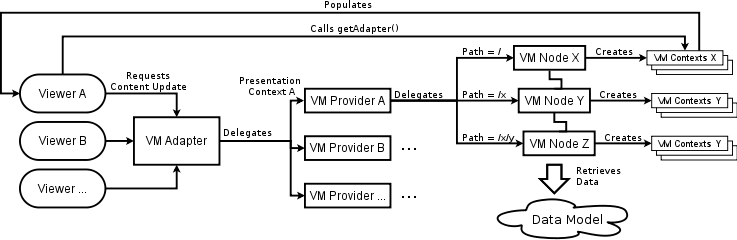 Populates
Calls getAdapter()
Viewer A
Requests
Content Update
Viewer B
VM Adapter
Viewer ...
Delegates
Presentation
Context A
VM Provider A
VM Provider B
...
VM Provider ...
...
Delegates
Path = /
VM Node X
Creates
VM Contexts X
Path = /x
VM Node Y
Creates
VM Contexts Y
Path = /x/y
VM Node Z
Creates
VM Contexts Y
Retrieves
Data
Data Model